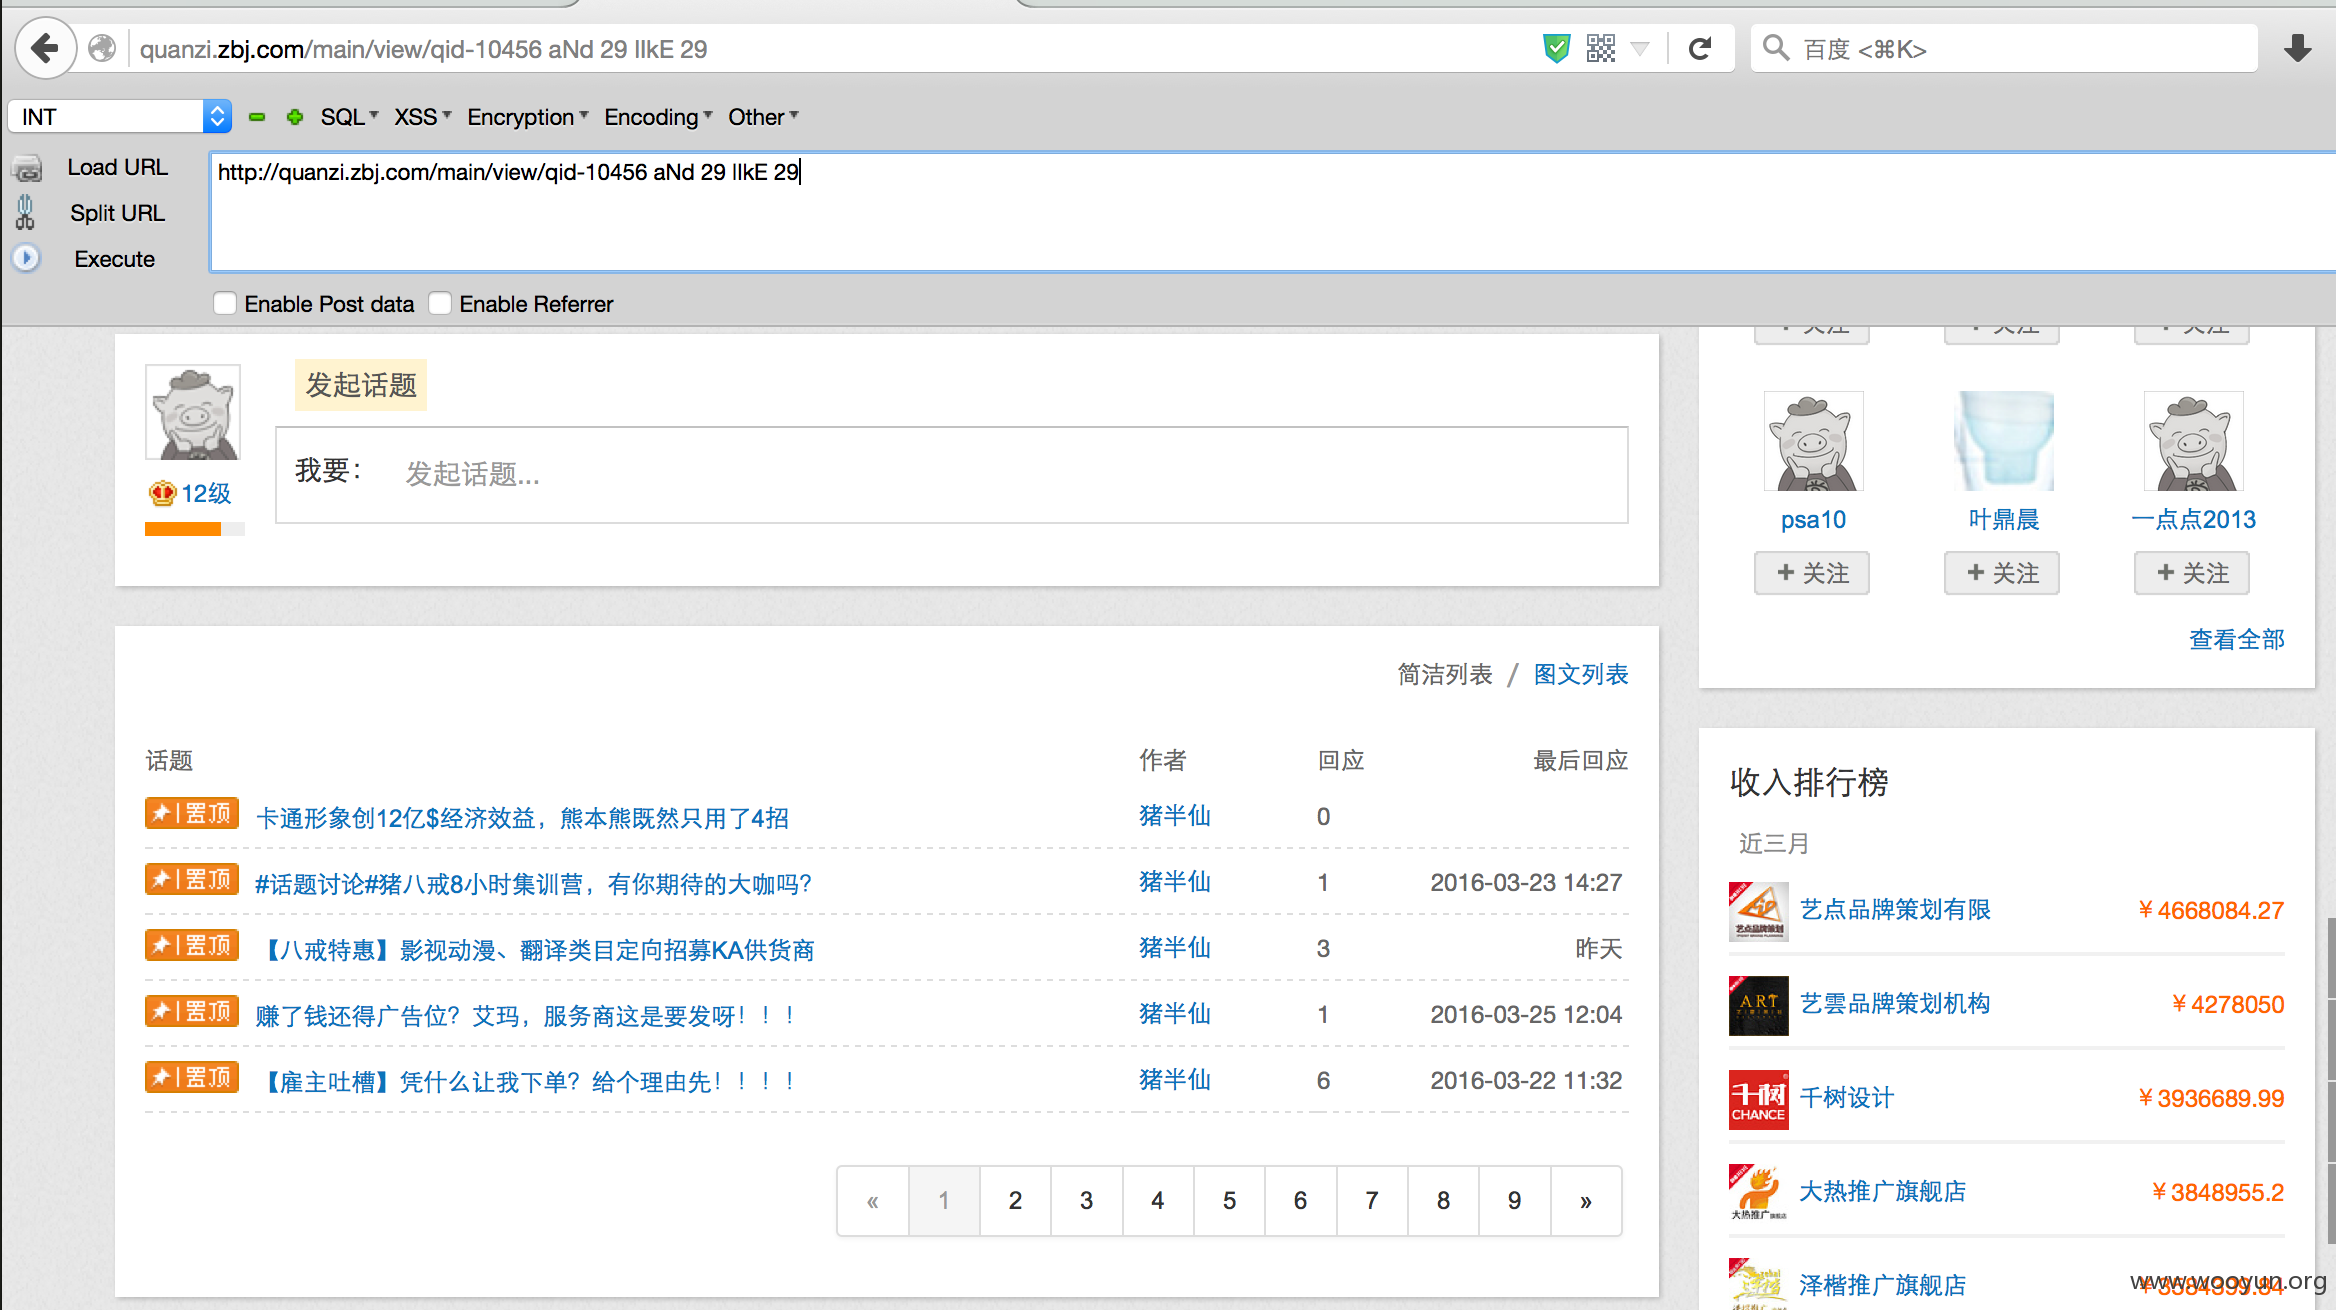 quanzi.zbj.com/main/view/qid-10456 aNd 29 lIkE 29
百度 <⌘K>
INT
SQL XSS Encryption Encoding Other
Load URL
http://quanzi.zbj.com/main/view/qid-10456 aNd 29 lIkE 29
Split URL
Execute
Enable Post data Enable Referrer
发起话题
我要： 发起话题...
12级
psa10 叶鼎晨 一点点2013
+ 关注 + 关注 + 关注
查看全部
简洁列表 / 图文列表
话题 作者 回应 最后回应
置顶 卡通形象创12亿$经济效益，熊本熊既然只用了4招 猪半仙 0
置顶 #话题讨论#猪八戒8小时集训营，有你期待的大咖吗？ 猪半仙 1 2016-03-23 14:27
置顶 【八戒特惠】影视动漫、翻译类目定向招募KA供货商 猪半仙 3 昨天
置顶 赚了钱还得广告位？艾玛，服务商这是要发呀！！！ 猪半仙 1 2016-03-25 12:04
置顶 【雇主吐槽】凭什么让我下单？给个理由先！！！！ 猪半仙 6 2016-03-22 11:32
« 1 2 3 4 5 6 7 8 9 »
收入排行榜
近三月
艺点品牌策划有限 ￥4668084.27
艺点品牌策划
ART
艺雲品牌策划机构 ￥4278050
千树
CHANCE
千树设计 ￥3936689.99
大热推广旗舰店 ￥3848955.2
大热推广
泽楷推广旗舰店
www.wooyun.org